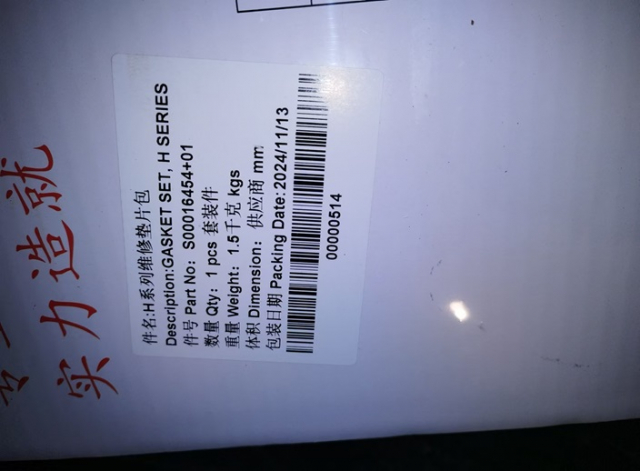 件名:H系列维修垫片包
Description:GASKET SET, H SERIES
件号 Part No: S00016454+01
数量 Qty: 1 pcs 套装件
重量 Weight: 1.5千克 kgs
体积 Dimension: 供应商 mm
包装日期 Packing Date: 2024/11/13
00000514
实力造就